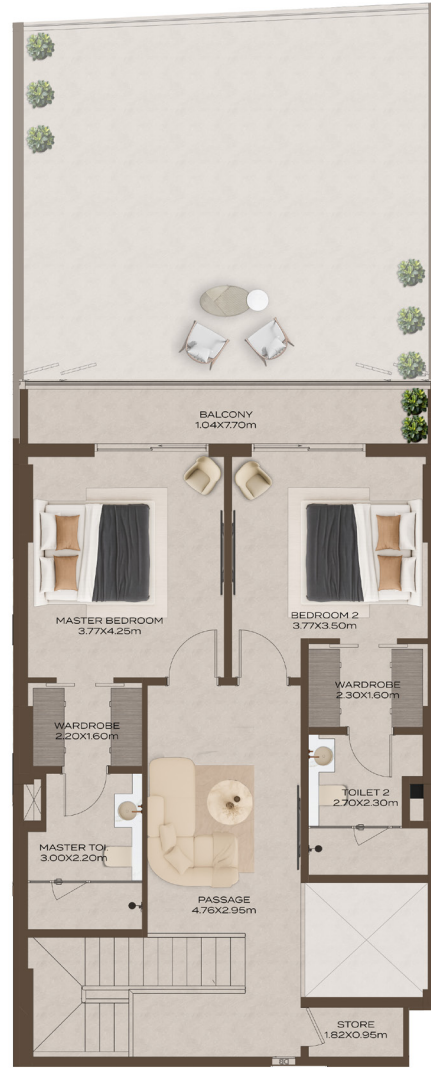 BALCONY
1.04X7.70m
MASTER BEDROOM
3.77X4.25m
BEDROOM 2
3.77X3.50m
WARDROBE
2.30X1.60m
WARDROBE
2.20X1.60m
TOILET 2
2.70X2.30m
MASTER TOI.
3.00X2.20m
PASSAGE
4.76X2.95m
STORE
1.82X0.95m